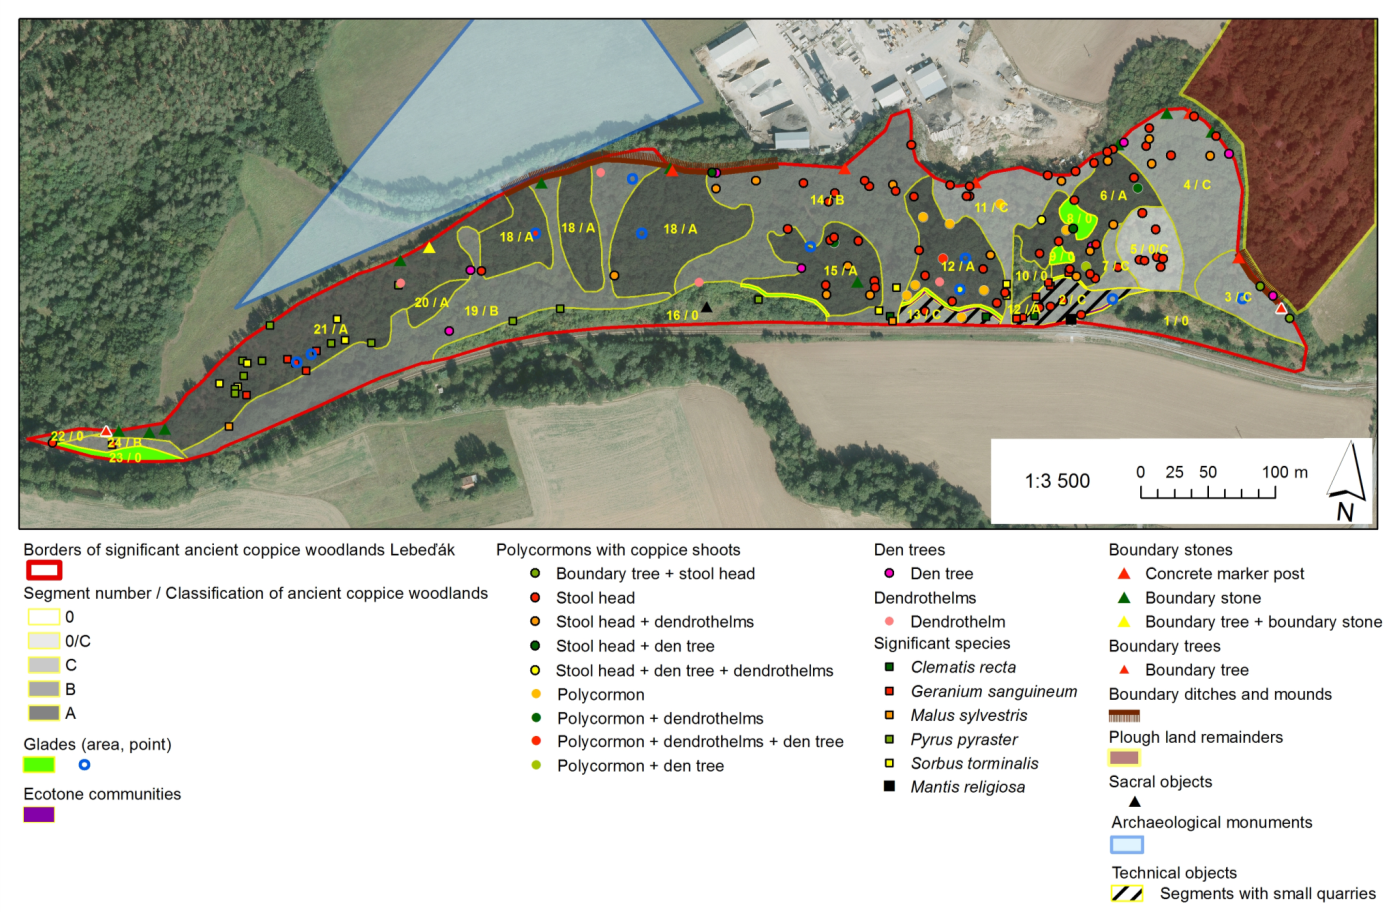 4 / C
6 / A
14 / B
11 / C
8 / 0
18 / A
18 / A
18 / A
5 / 0/C
9 / 0
7 / C
12 / A
15 / A
10 / 0
20 / A
3 / C
2 / C
19 / B
16 / 0
13 / C
12 / A
1 / 0
21 / A
22 / 0
24 / B
23 / 0
1:3 500
0 25 50 100 m
N
Borders of significant ancient coppice woodlands Lebeďák
Segment number / Classification of ancient coppice woodlands
0
0/C
C
B
A
Glades (area, point)
Ecotone communities
Polycormons with coppice shoots
Boundary tree + stool head
Stool head
Stool head + dendrothelms
Stool head + den tree
Stool head + den tree + dendrothelms
Polycormon
Polycormon + dendrothelms
Polycormon + dendrothelms + den tree
Polycormon + den tree
Den trees
Den tree
Dendrothelms
Dendrothelm
Significant species
Clematis recta
Geranium sanguineum
Malus sylvestris
Pyrus pyraster
Sorbus torminalis
Mantis religiosa
Boundary stones
Concrete marker post
Boundary stone
Boundary tree + boundary stone
Boundary trees
Boundary tree
Boundary ditches and mounds
Plough land remainders
Sacral objects
Archaeological monuments
Technical objects
Segments with small quarries